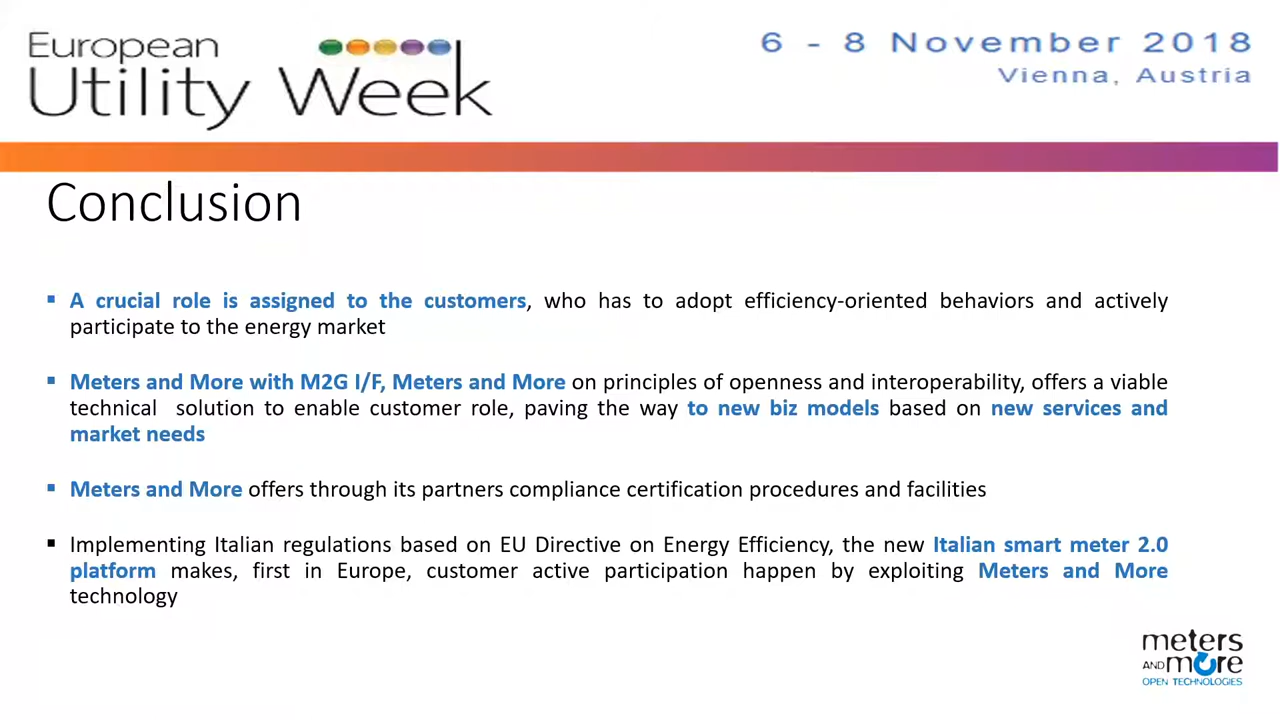 European
Utility Week
6 - 8 November 2018
Vienna, Austria
Conclusion
▪ A crucial role is assigned to the customers, who has to adopt efficiency-oriented behaviors and actively
participate to the energy market
▪ Meters and More with M2G I/F, Meters and More on principles of openness and interoperability, offers a viable
technical solution to enable customer role, paving the way to new biz models based on new services and
market needs
▪ Meters and More offers through its partners compliance certification procedures and facilities
▪ Implementing Italian regulations based on EU Directive on Energy Efficiency, the new Italian smart meter 2.0
platform makes, first in Europe, customer active participation happen by exploiting Meters and More
technology
meters
AND more
OPEN TECHNOLOGIES